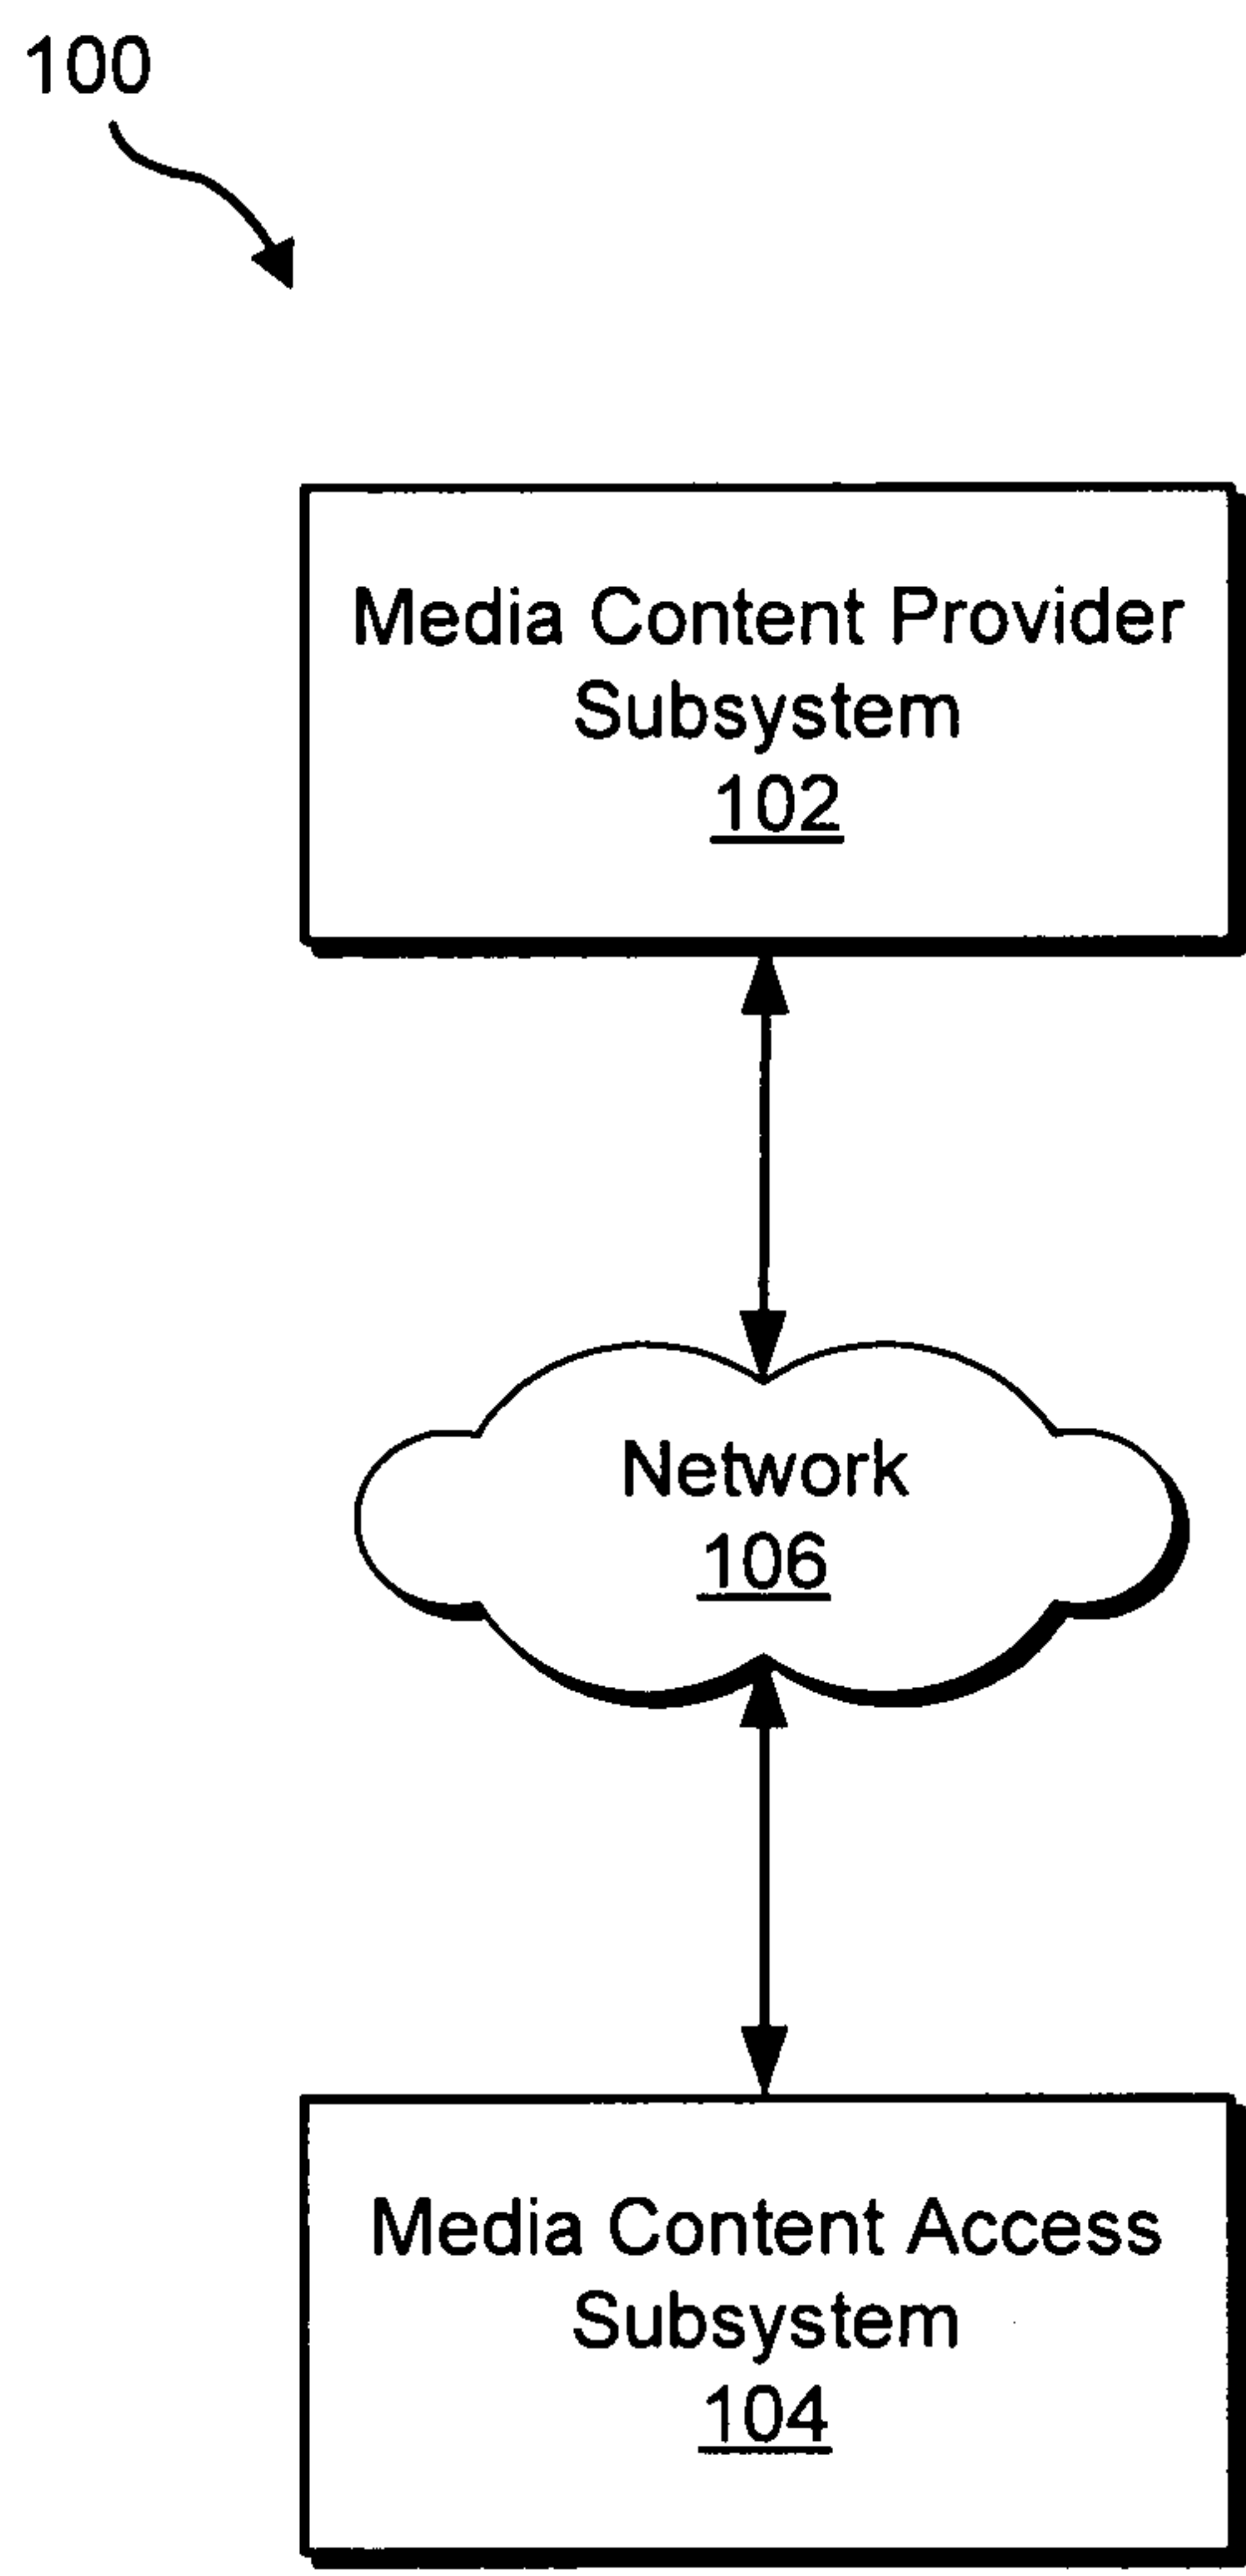 100
Media Content Provider
Subsystem
102
Network
106
Media Content Access
Subsystem
104